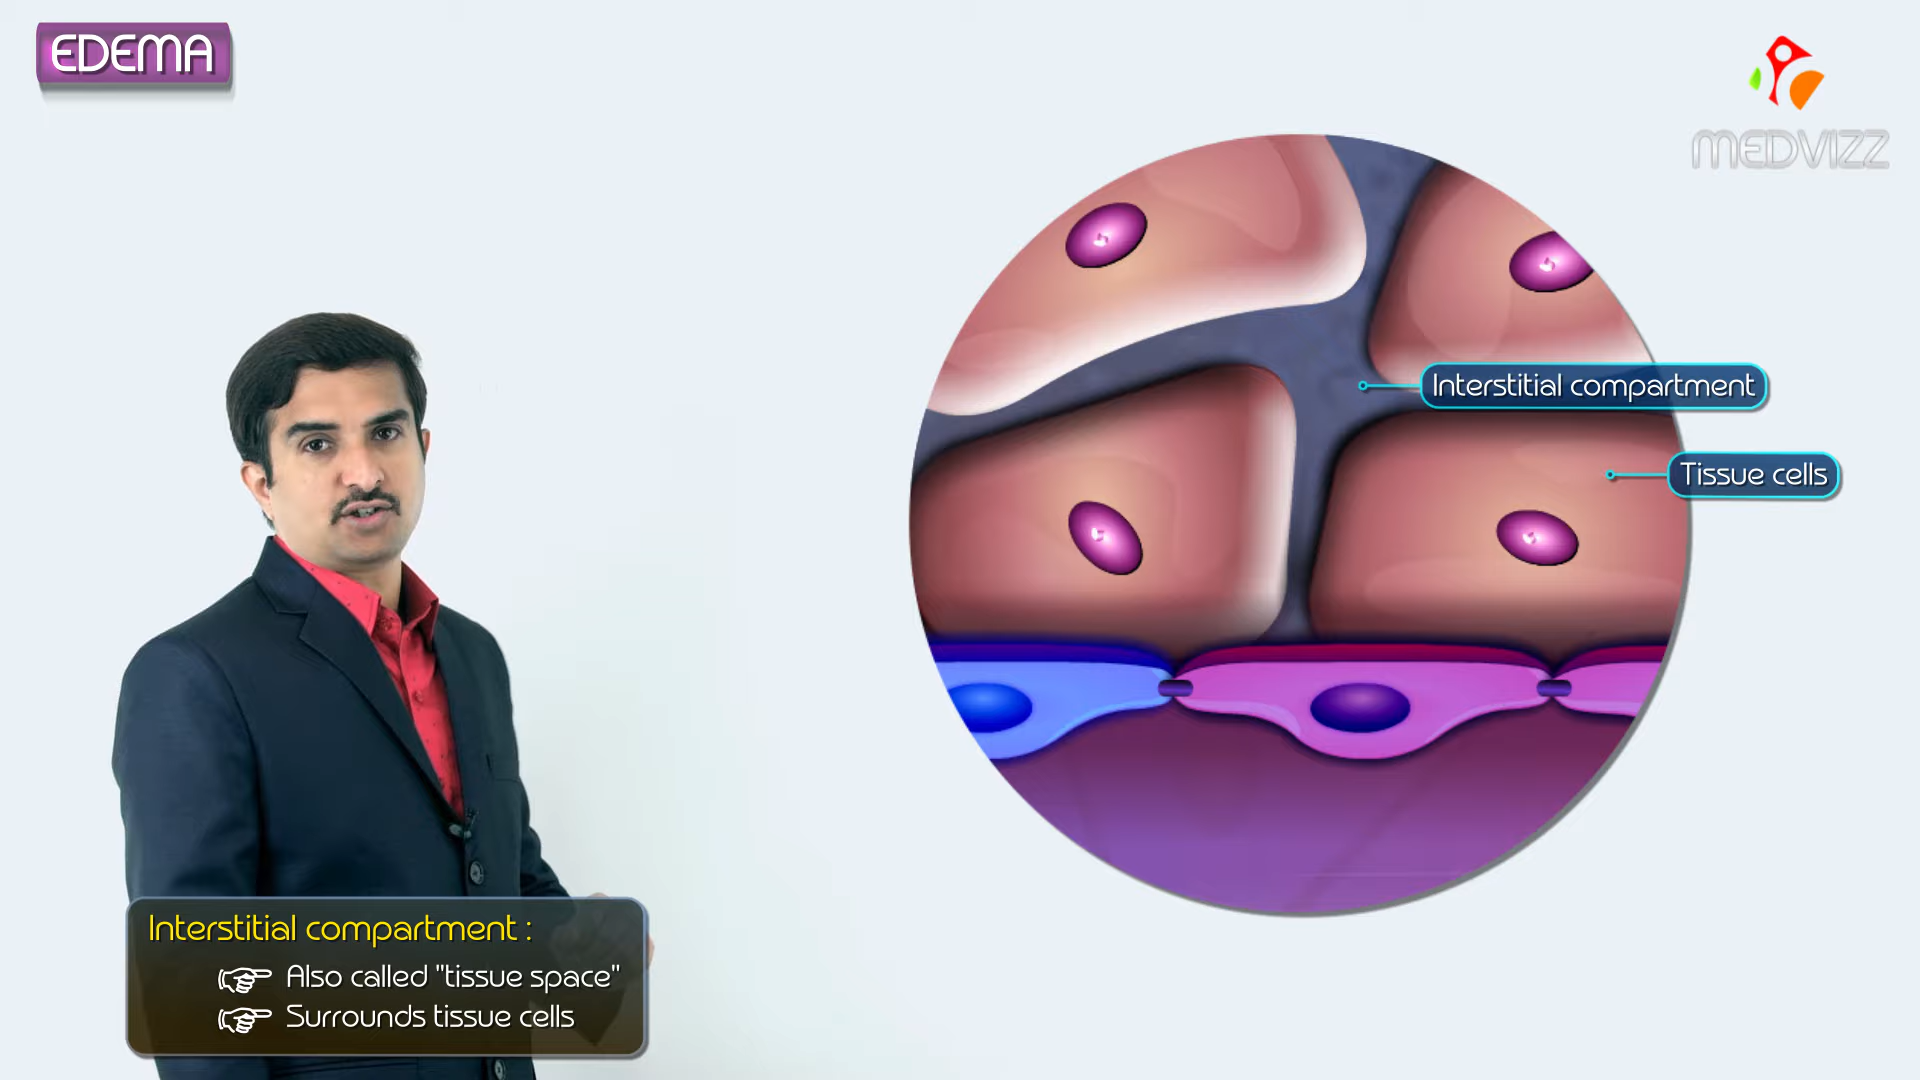 EDEMA
MEDVIZZ
Interstitial compartment
Tissue cells
Interstitial compartment :
Also called "tissue space"
Surrounds tissue cells